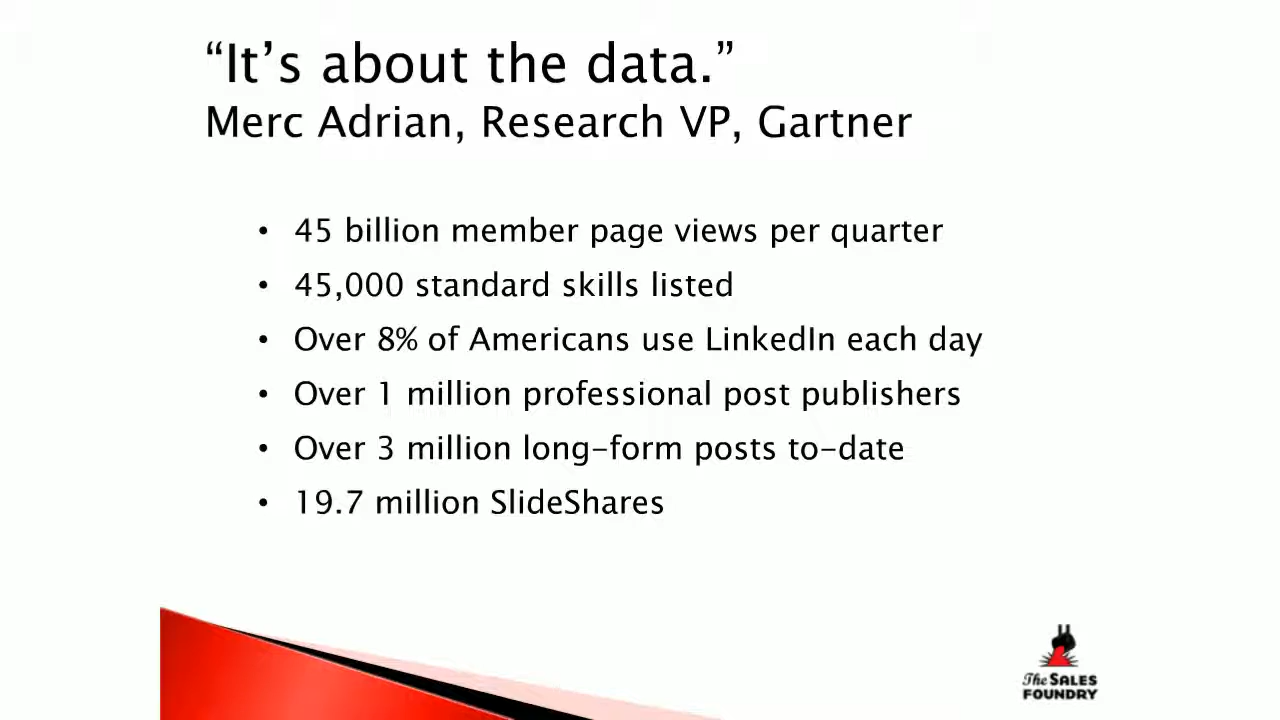 “It’s about the data.”
Merc Adrian, Research VP, Gartner
• 45 billion member page views per quarter
• 45,000 standard skills listed
• Over 8% of Americans use LinkedIn each day
• Over 1 million professional post publishers
• Over 3 million long-form posts to-date
• 19.7 million SlideShares
The SALES
FOUNDRY